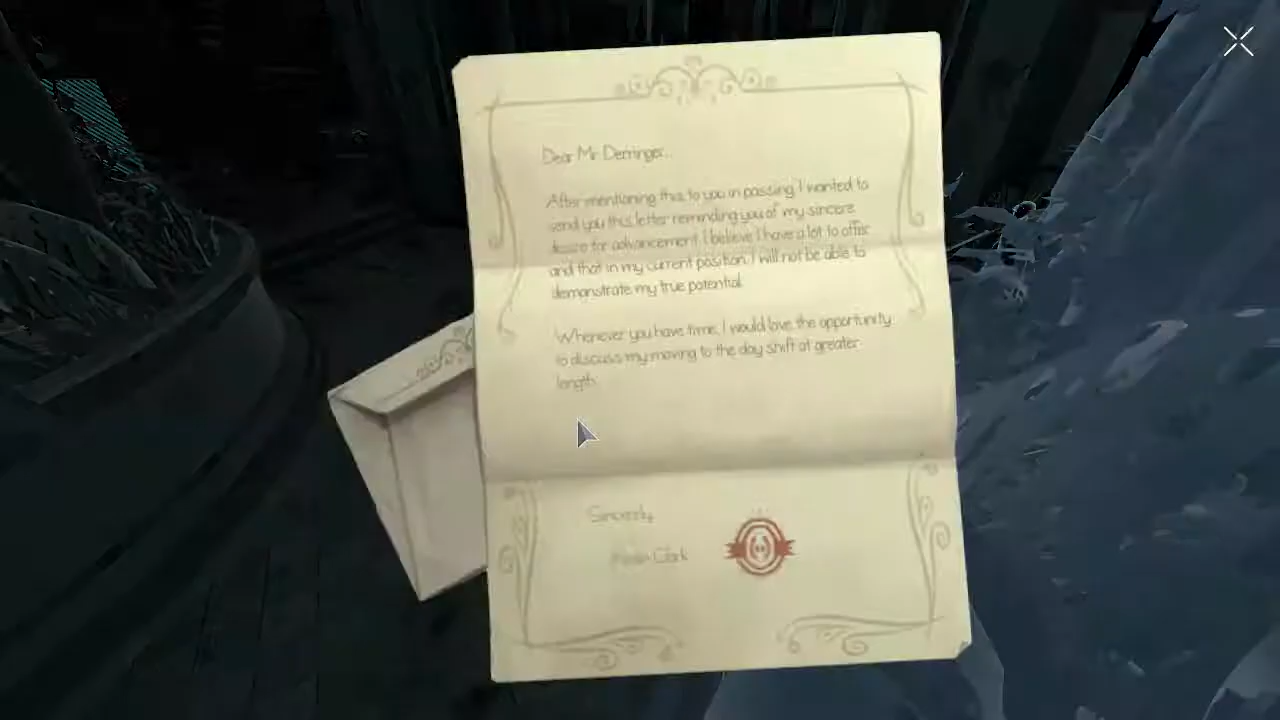 Dear Mr. Derringer,
After mentioning this to you in passing, I wanted to
send you this letter reminding you of my sincere
desire for advancement. I believe I have a lot to offer
and that in my current position, I will not be able to
demonstrate my true potential.
Whenever you have time, I would love the opportunity
to discuss my moving to the day shift at greater
length.
Sincerely,
Clark